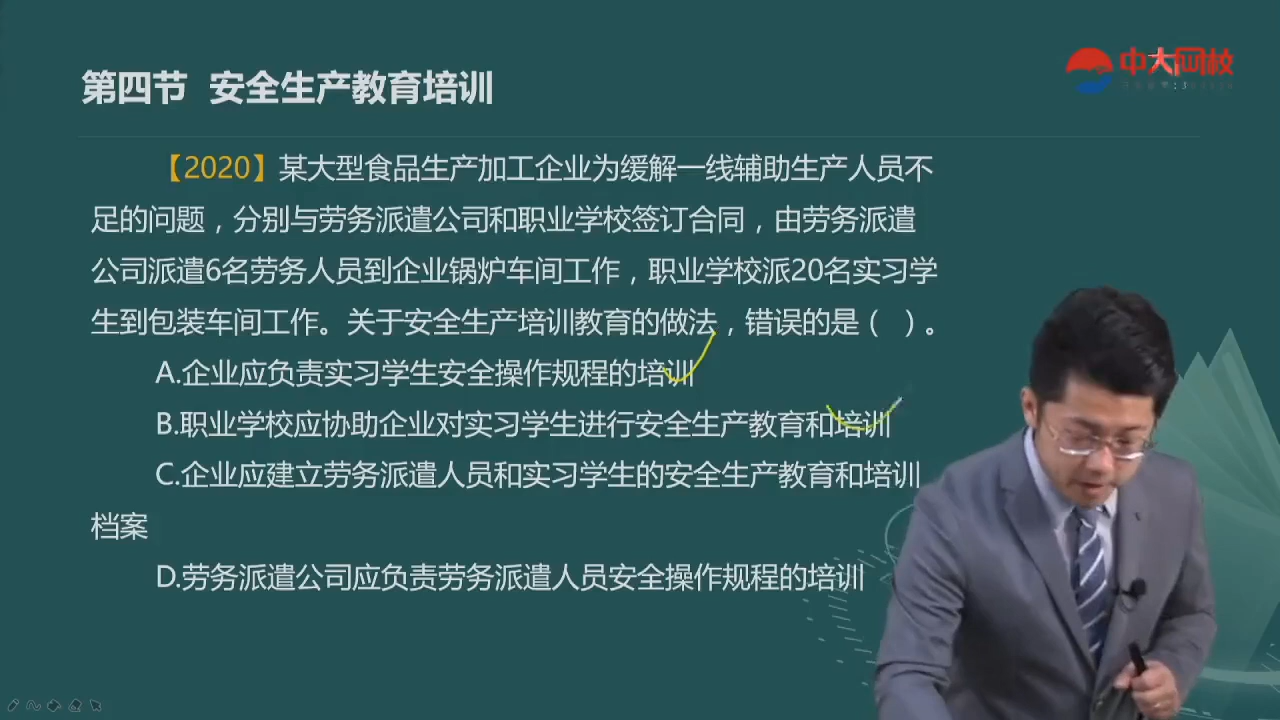 第四节 安全生产教育培训
中大网校
【2020】某大型食品生产加工企业为缓解一线辅助生产人员不
足的问题，分别与劳务派遣公司和职业学校签订合同，由劳务派遣
公司派遣6名劳务人员到企业锅炉车间工作，职业学校派20名实习学
生到包装车间工作。关于安全生产培训教育的做法，错误的是（ ）。
A.企业应负责实习学生安全操作规程的培训
B.职业学校应协助企业对实习学生进行安全生产教育和培训
C.企业应建立劳务派遣人员和实习学生的安全生产教育和培训
档案
D.劳务派遣公司应负责劳务派遣人员安全操作规程的培训